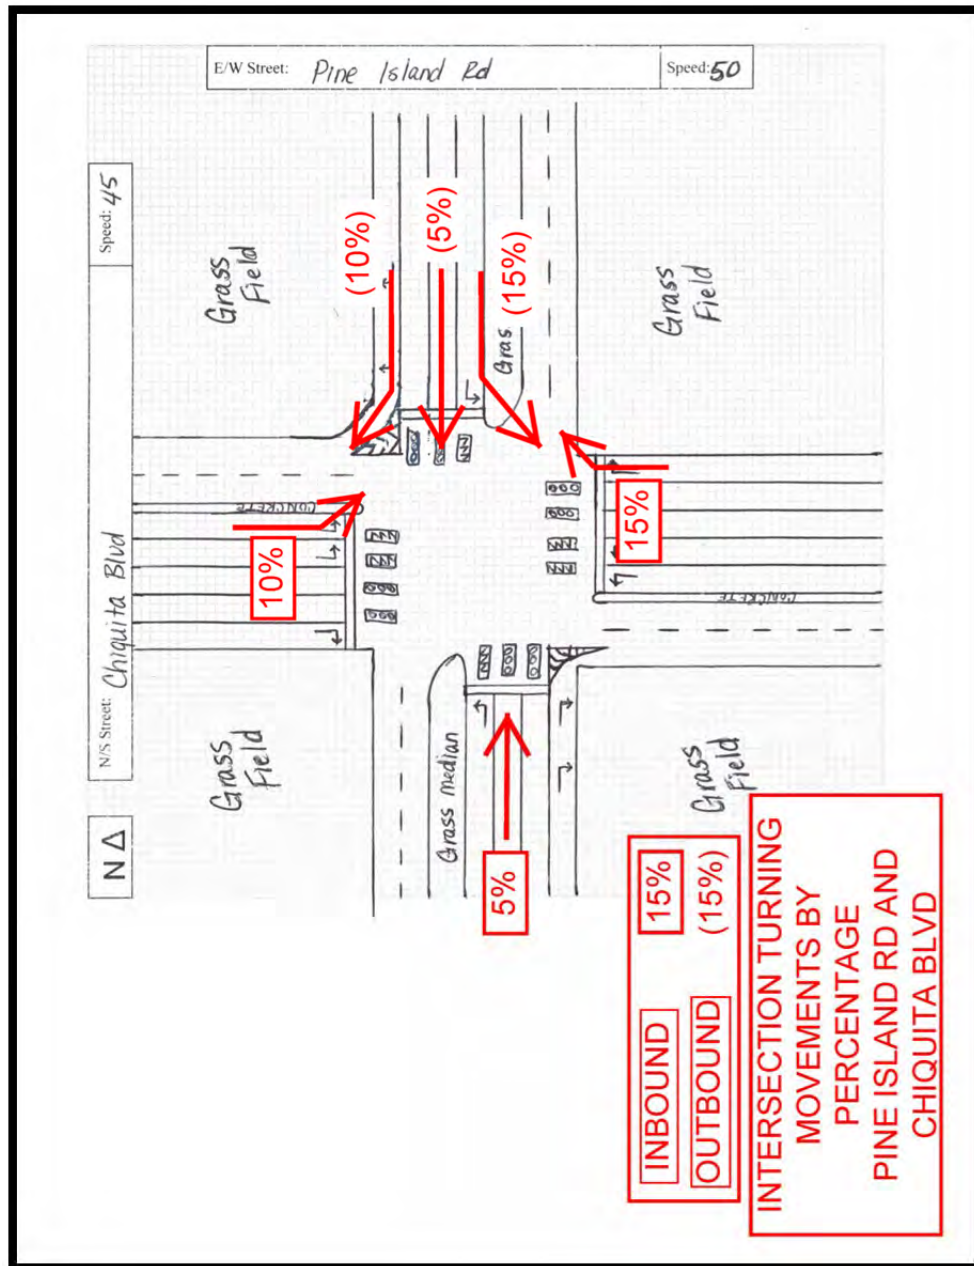 E/W Street: Pine Island Rd
Speed: 50
N/S Street: Chiquita Blvd
Speed: 45
N
Grass
Field
Grass
Field
Grass
Field
Grass
Field
(10%)
(5%)
Gras
(15%)
CONCRETE
10%
15%
CONCRETE
Grass median
5%
INBOUND 15%
OUTBOUND (15%)
INTERSECTION TURNING
MOVEMENTS BY
PERCENTAGE
PINE ISLAND RD AND
CHIQUITA BLVD